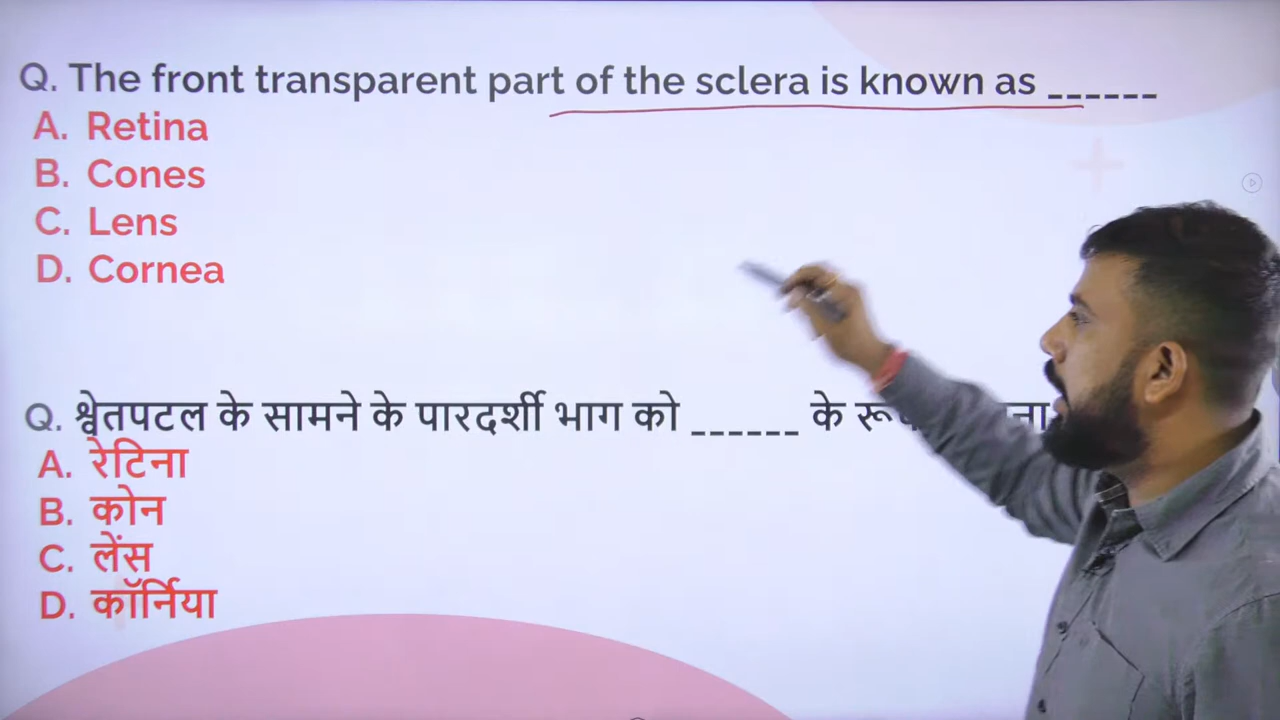 Q. The front transparent part of the sclera is known as ______
A. Retina
B. Cones
C. Lens
D. Cornea
Q. श्वेतपटल के सामने के पारदर्शी भाग को ______ के
A. रेटिना
B. कोन
C. लेंस
D. कॉर्निया